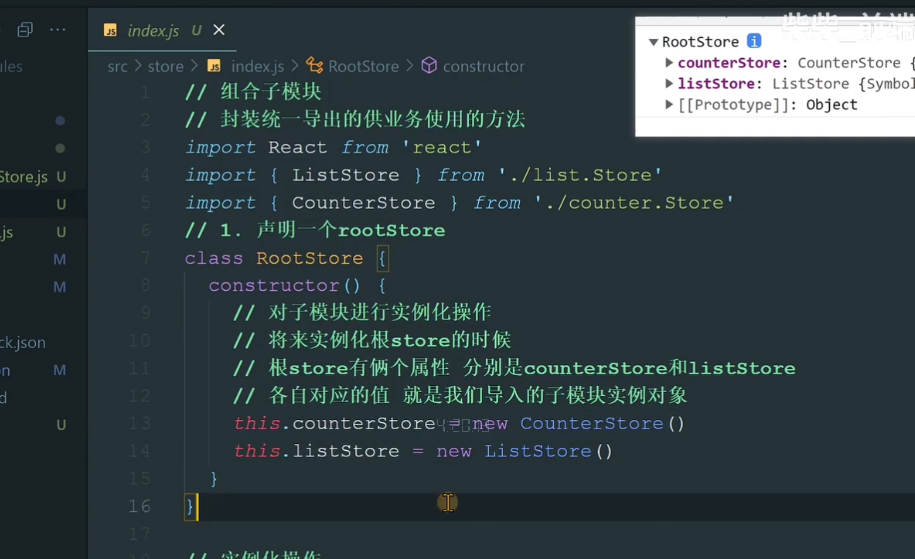 index.js U
src > store > index.js > RootStore > constructor
ules
Store.js U
U
.js U
M
M
ck.json
on M
d
U
1 // 组合子模块
2 // 封装统一导出的供业务使用的方法
3 import React from 'react'
4 import { ListStore } from './list.Store'
5 import { CounterStore } from './counter.Store'
6 // 1. 声明一个rootStore
7 class RootStore {
8 constructor() {
9 // 对子模块进行实例化操作
10 // 将来实例化根store的时候
11 // 根store有俩个属性 分别是counterStore和listStore
12 // 各自对应的值 就是我们导入的子模块实例对象
13 this.counterStore = new CounterStore()
14 this.listStore = new ListStore()
15 }
16 }
17
18 // 实例化操作
RootStore
counterStore: CounterStore {
listStore: ListStore {Symbol
[[Prototype]]: Object
柴柴_前端